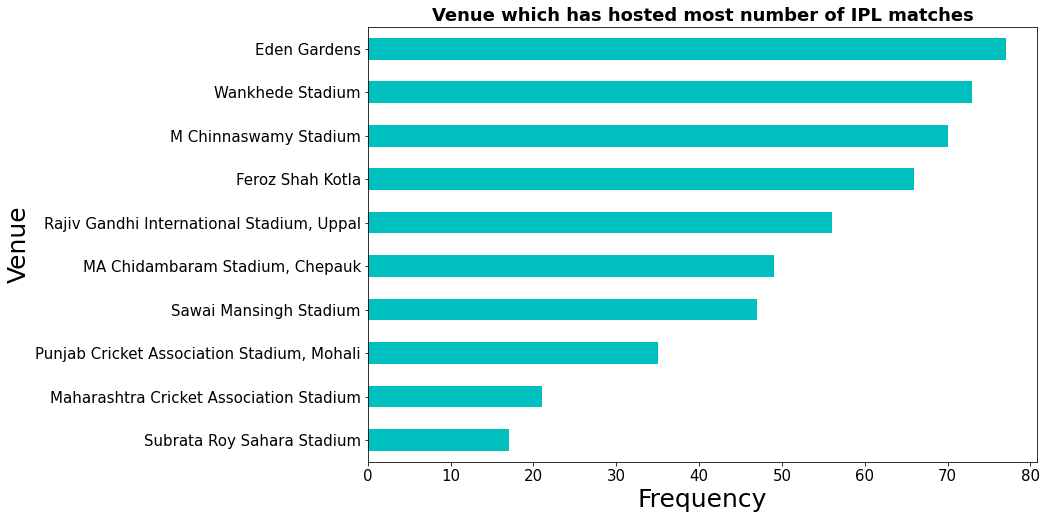 Venue which has hosted most number of IPL matches
Venue
Eden Gardens
Wankhede Stadium
M Chinnaswamy Stadium
Feroz Shah Kotla
Rajiv Gandhi International Stadium, Uppal
MA Chidambaram Stadium, Chepauk
Sawai Mansingh Stadium
Punjab Cricket Association Stadium, Mohali
Maharashtra Cricket Association Stadium
Subrata Roy Sahara Stadium
0 10 20 30 40 50 60 70 80
Frequency